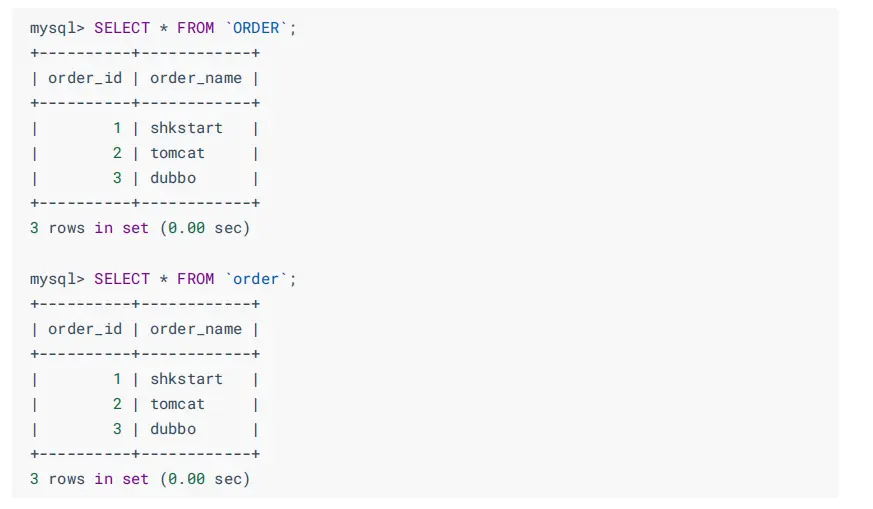 mysql> SELECT * FROM `ORDER`;
+----------+------------+
| order_id | order_name |
+----------+------------+
|        1 | shkstart   |
|        2 | tomcat     |
|        3 | dubbo      |
+----------+------------+
3 rows in set (0.00 sec)

mysql> SELECT * FROM `order`;
+----------+------------+
| order_id | order_name |
+----------+------------+
|        1 | shkstart   |
|        2 | tomcat     |
|        3 | dubbo      |
+----------+------------+
3 rows in set (0.00 sec)